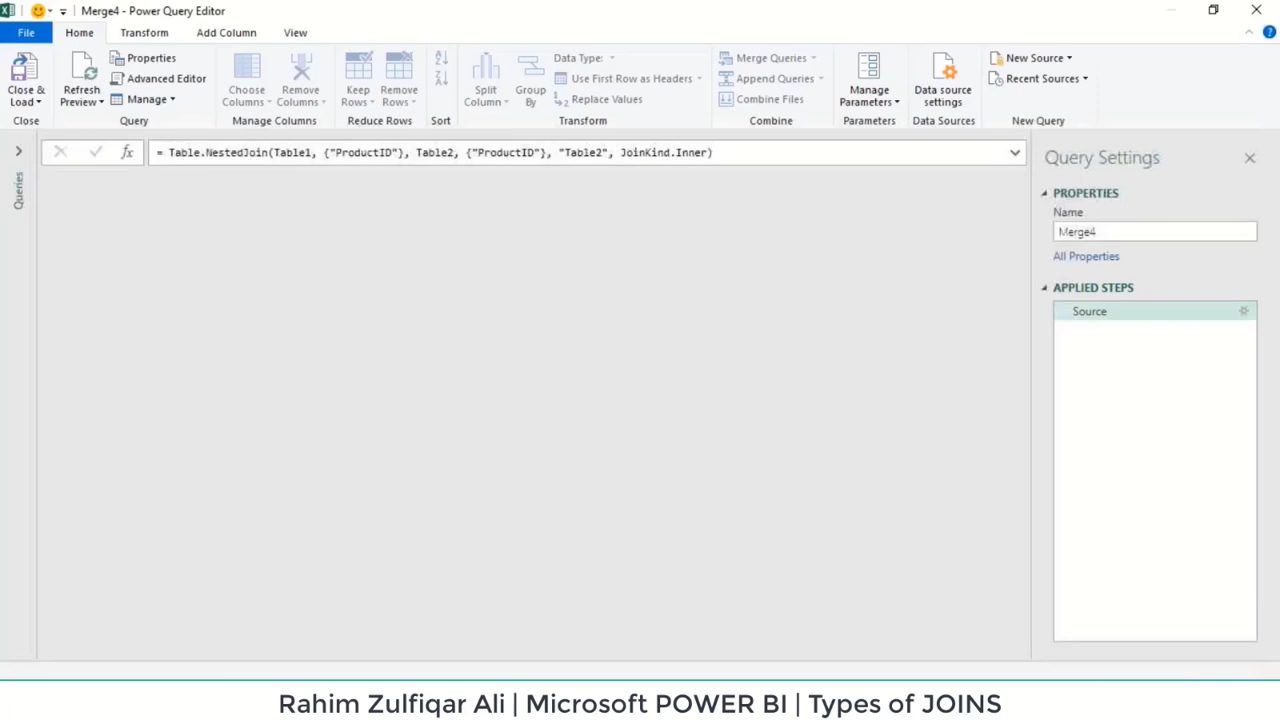 Merge4 - Power Query Editor
File Home Transform Add Column View
Close & Load
Refresh Preview
Properties
Advanced Editor
Manage
Choose Columns
Remove Columns
Keep Rows
Remove Rows
Split Column
Group By
Data Type:
Use First Row as Headers
Replace Values
Merge Queries
Append Queries
Combine Files
Manage Parameters
Data source settings
New Source
Recent Sources
Close Query Manage Columns Reduce Rows Sort Transform Combine Parameters Data Sources New Query
fx = Table.NestedJoin(Table1, {"ProductID"}, Table2, {"ProductID"}, "Table2", JoinKind.Inner)
Queries
Query Settings
PROPERTIES
Name
Merge4
All Properties
APPLIED STEPS
Source
Rahim Zulfiqar Ali | Microsoft POWER BI | Types of JOINS